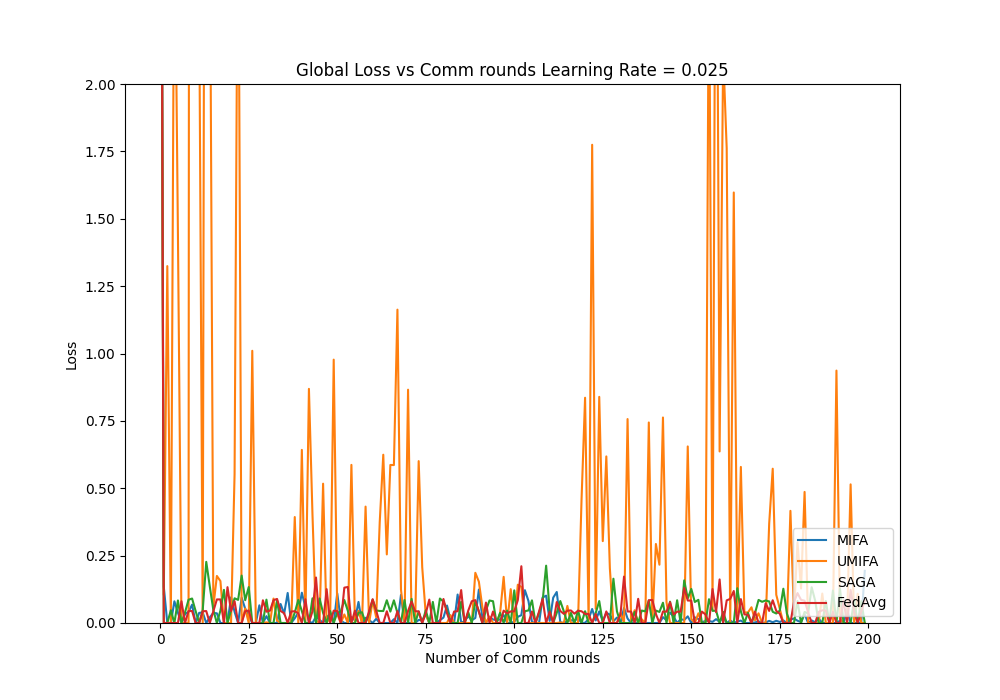 Global Loss vs Comm rounds Learning Rate = 0.025
2.00
1.75
1.50
1.25
1.00
0.75
0.50
0.25
0.00
Loss
0 25 50 75 100 125 150 175 200
Number of Comm rounds
MIFA
UMIFA
SAGA
FedAvg